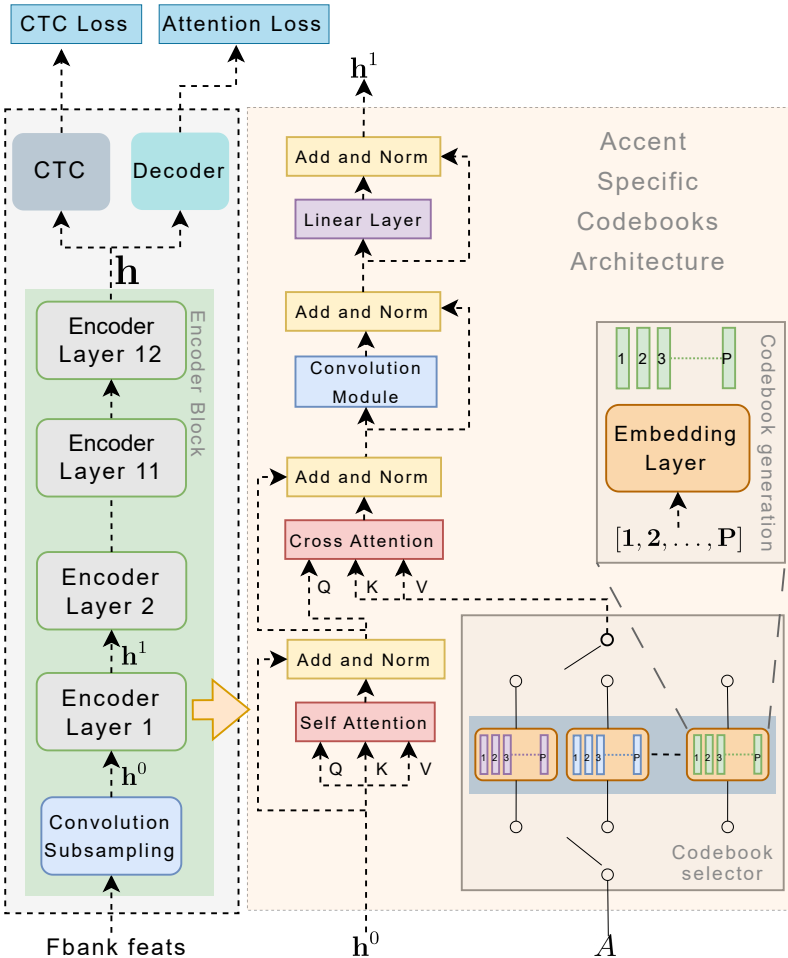 CTC Loss
Attention Loss
CTC
Decoder
h
Encoder
Layer 12
Encoder
Layer 11
Encoder
Layer 2
h¹
Encoder
Layer 1
h⁰
Convolution
Subsampling
Fbank feats
Encoder Block
h¹
Add and Norm
Linear Layer
Add and Norm
Convolution
Module
Add and Norm
Cross Attention
Q K V
Add and Norm
Self Attention
Q K V
h⁰
Accent
Specific
Codebooks
Architecture
1 2 3 P
Embedding
Layer
[1, 2, . . . , P]
Codebook generation
1 2 3 P
1 2 3 P
1 2 3 P
Codebook
selector
A